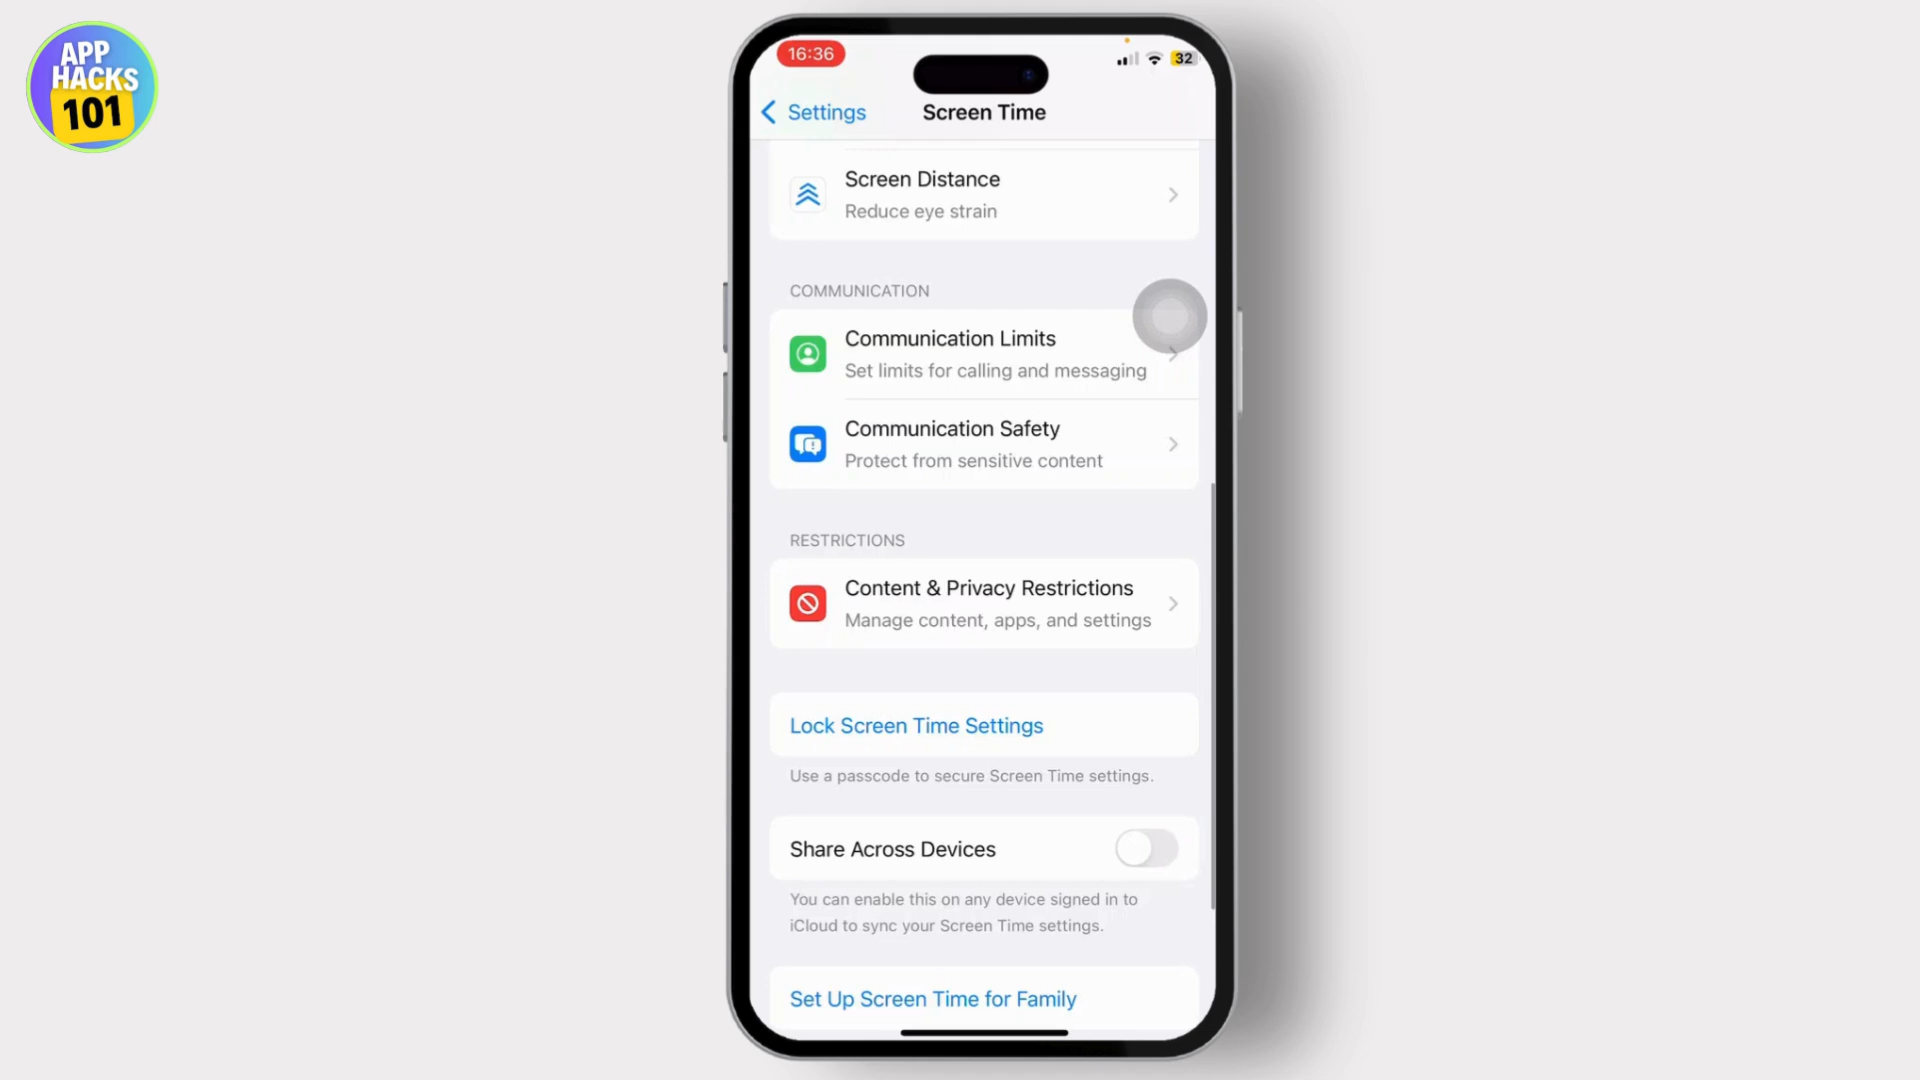 APP
HACKS
101
16:36
32
Settings
Screen Time
Screen Distance
Reduce eye strain
COMMUNICATION
Communication Limits
Set limits for calling and messaging
Communication Safety
Protect from sensitive content
RESTRICTIONS
Content & Privacy Restrictions
Manage content, apps, and settings
Lock Screen Time Settings
Use a passcode to secure Screen Time settings.
Share Across Devices
You can enable this on any device signed in to
iCloud to sync your Screen Time settings.
Set Up Screen Time for Family